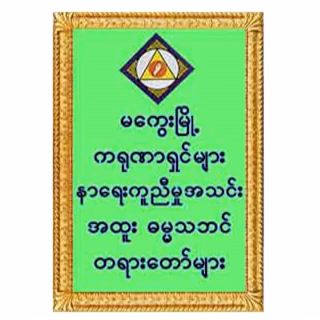 မကွေးမြို့
ကရုဏာရှင်များ
နာရေးကူညီမှုအသင်း
အထူး ဓမ္မသဘင်
တရားတော်များ